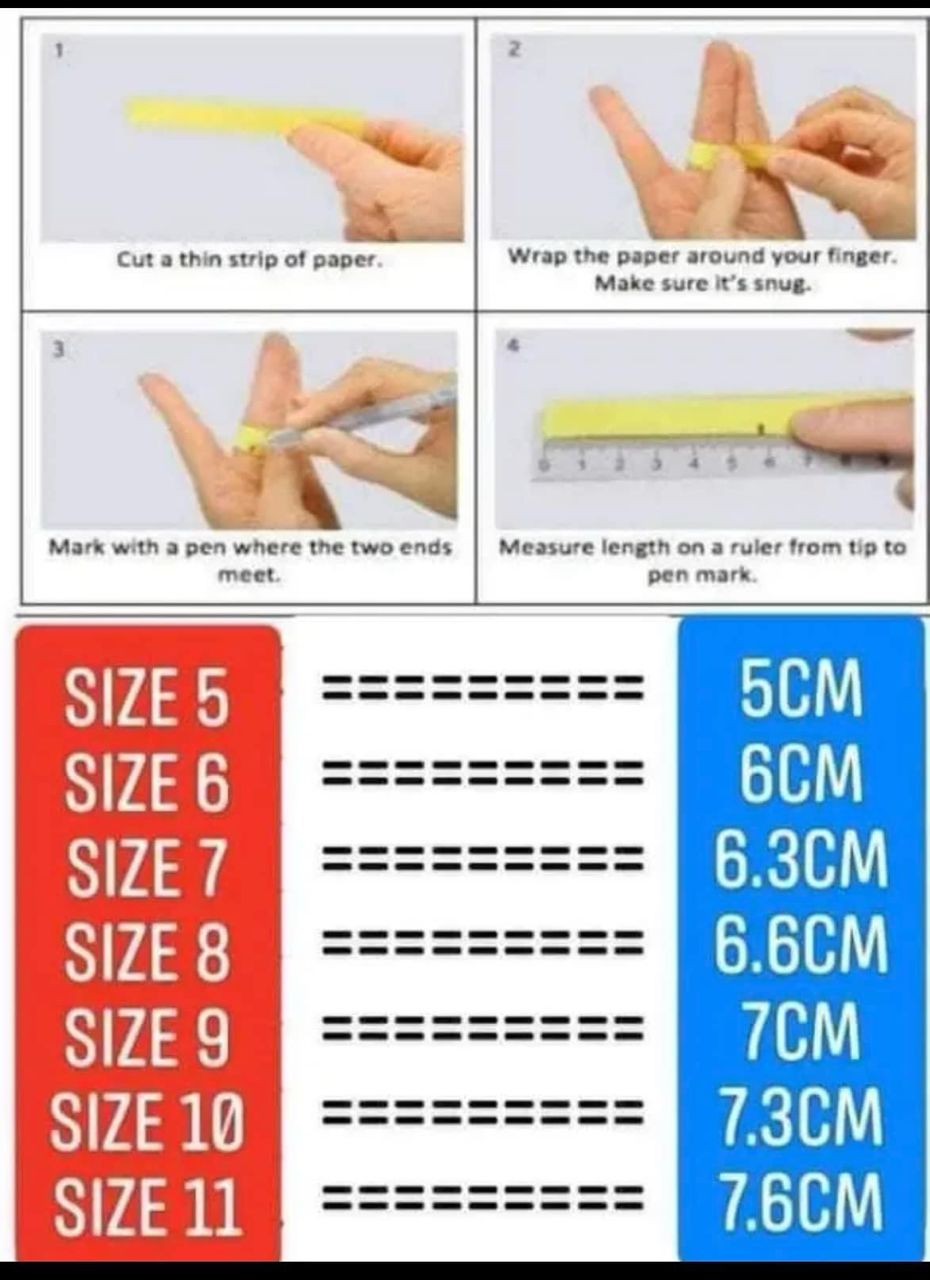 1
Cut a thin strip of paper.
2
Wrap the paper around your finger.
Make sure it's snug.
3
Mark with a pen where the two ends
meet.
4
0 1 2 3 4 5 6 7 8 9
Measure length on a ruler from tip to
pen mark.
SIZE 5 ========= 5CM
SIZE 6 ========= 6CM
SIZE 7 ========= 6.3CM
SIZE 8 ========= 6.6CM
SIZE 9 ========= 7CM
SIZE 10 ========= 7.3CM
SIZE 11 ========= 7.6CM